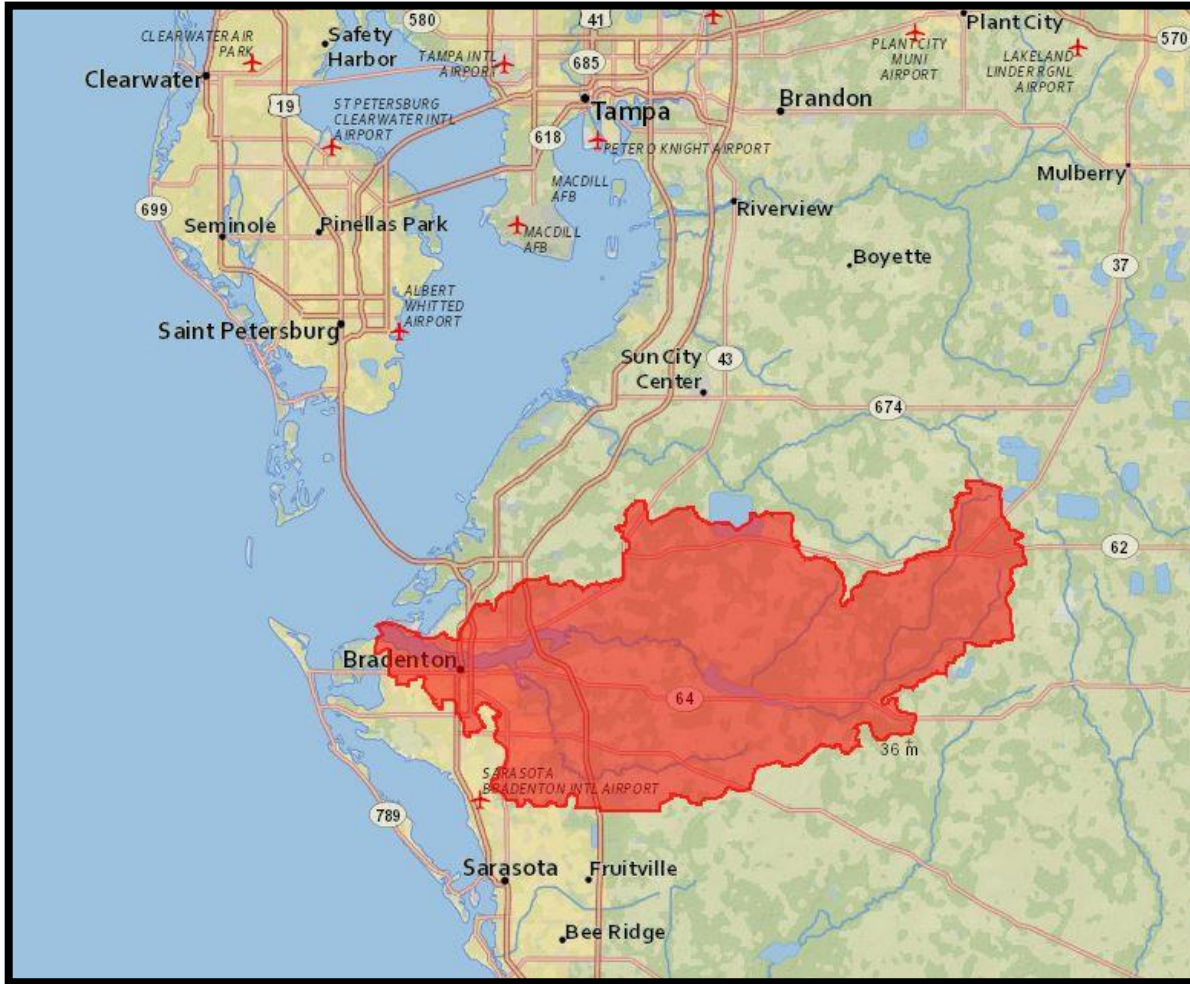 580
41
Plant City
CLEARWATER AIR
PARK
Safety
Harbor
TAMPA INTL
AIRPORT
685
PLANT CITY
MUNI
AIRPORT
LAKELAND
LINDER RGNL
AIRPORT
570
Clearwater
19
ST PETERSBURG
CLEARWATER INTL
AIRPORT
Tampa
Brandon
618
PETER O KNIGHT AIRPORT
Mulberry
MACDILL
AFB
699
Seminole
Pinellas Park
MACDILL
AFB
Riverview
Boyette
37
ALBERT
WHITTED
AIRPORT
Saint Petersburg
Sun City
Center
43
674
62
Bradenton
64
36 m
SARASOTA
BRADENTON INTL AIRPORT
789
Sarasota
Fruitville
Bee Ridge